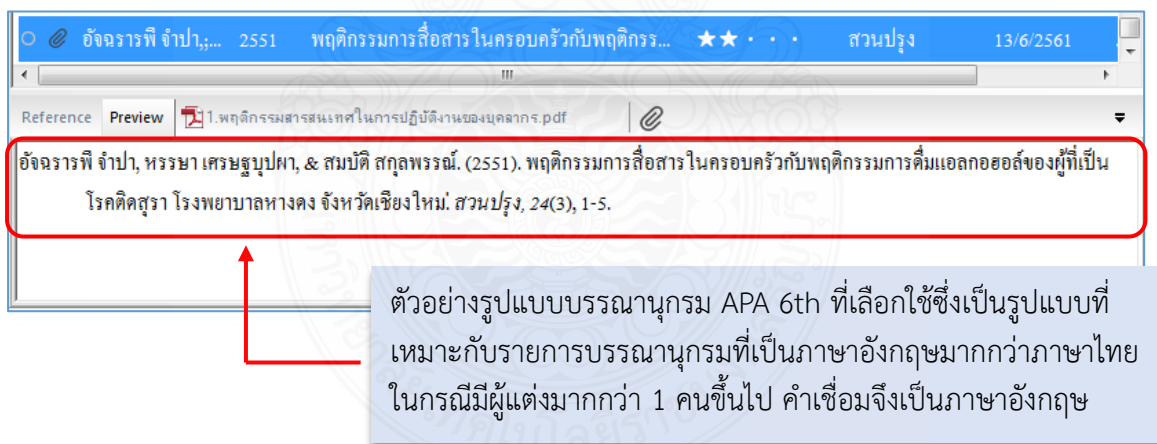 อัจฉราพี จำปา,;... 2551 พฤติกรรมการสื่อสารในครอบครัวกับพฤติกรร... ★★··· สวนปรุง 13/6/2561
Reference Preview 1.พฤติกรรมสารสนเทศในการปฏิบัติงานของบุคลากร.pdf
อัจฉราพี จำปา, หรรษา เศรษฐบุปผา, & สมบัติ สกุลพรรณ์. (2551). พฤติกรรมการสื่อสารในครอบครัวกับพฤติกรรมการดื่มแอลกอฮอล์ของผู้ที่เป็น
โรคติดสุรา โรงพยาบาลหางดง จังหวัดเชียงใหม่. สวนปรุง, 24(3), 1-5.
ตัวอย่างรูปแบบบรรณานุกรม APA 6th ที่เลือกใช้ซึ่งเป็นรูปแบบที่
เหมาะกับรายการบรรณานุกรมที่เป็นภาษาอังกฤษมากกว่าภาษาไทย
ในกรณีมีผู้แต่งมากกว่า 1 คนขึ้นไป คำเชื่อมจึงเป็นภาษาอังกฤษ